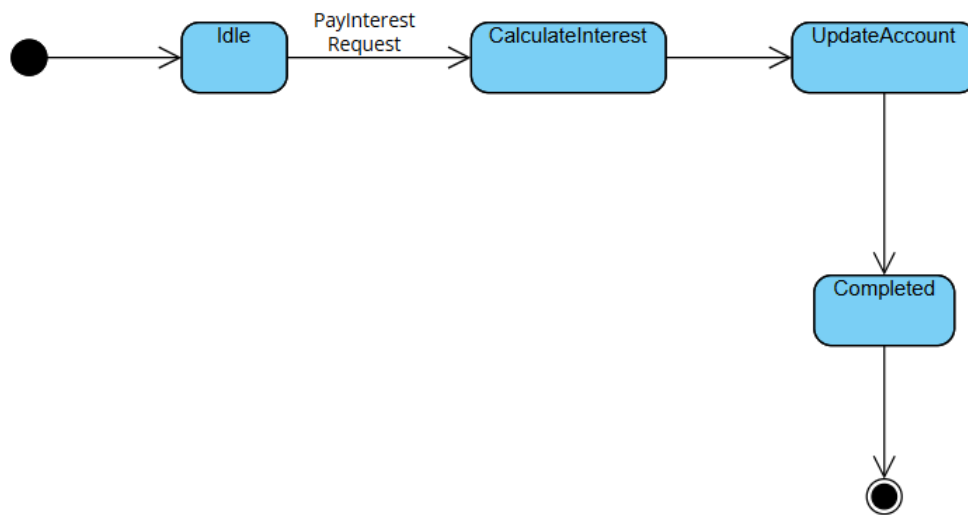 Idle
PayInterest
Request
CalculateInterest
UpdateAccount
Completed